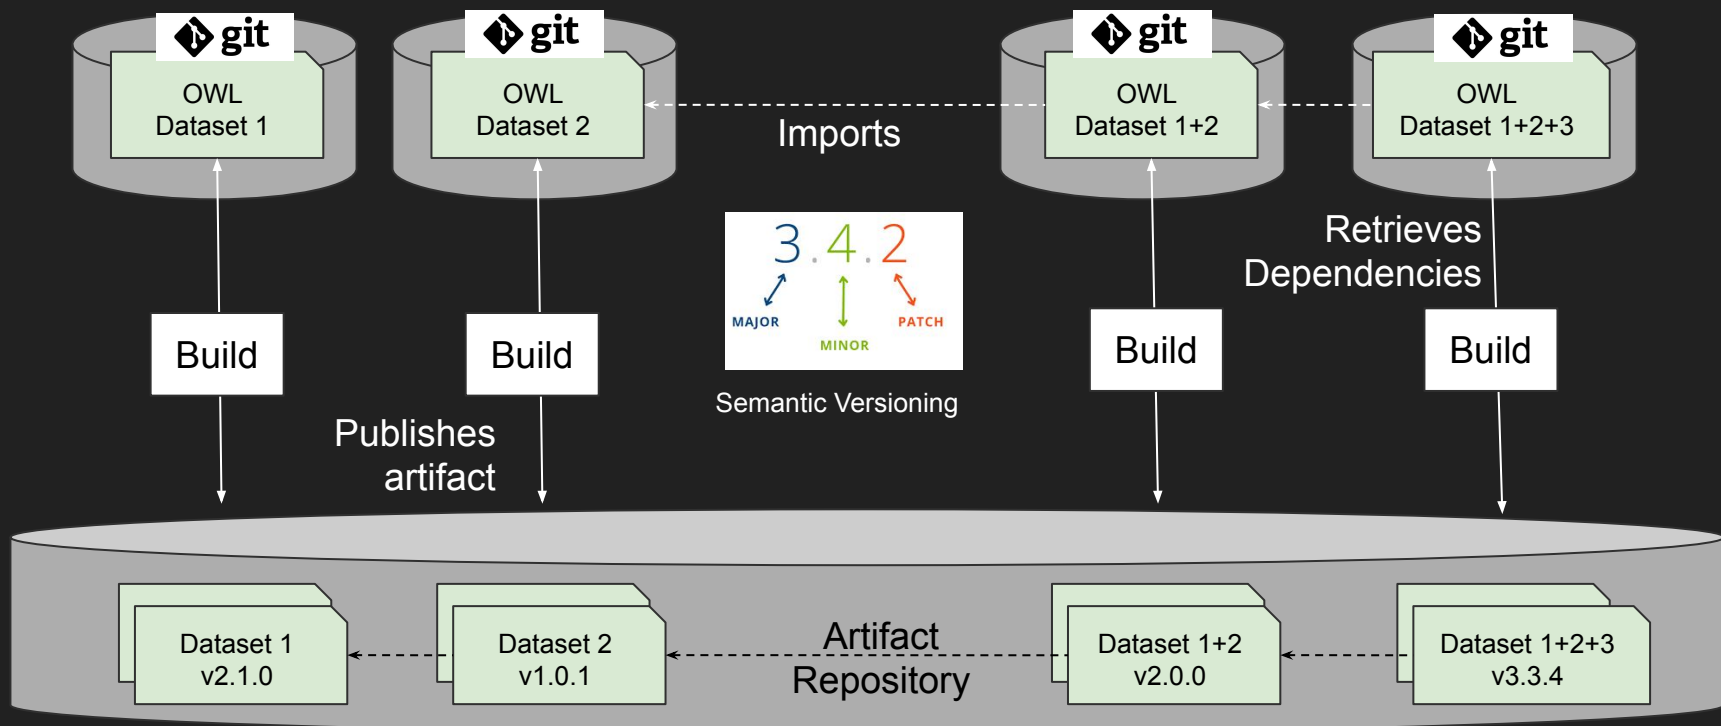 git
git
git
git
OWL
Dataset 1
OWL
Dataset 2
Imports
OWL
Dataset 1+2
OWL
Dataset 1+2+3
3.4.2
MAJOR
MINOR
PATCH
Semantic Versioning
Retrieves
Dependencies
Build
Build
Build
Build
Publishes
artifact
Dataset 1
v2.1.0
Dataset 2
v1.0.1
Artifact
Repository
Dataset 1+2
v2.0.0
Dataset 1+2+3
v3.3.4